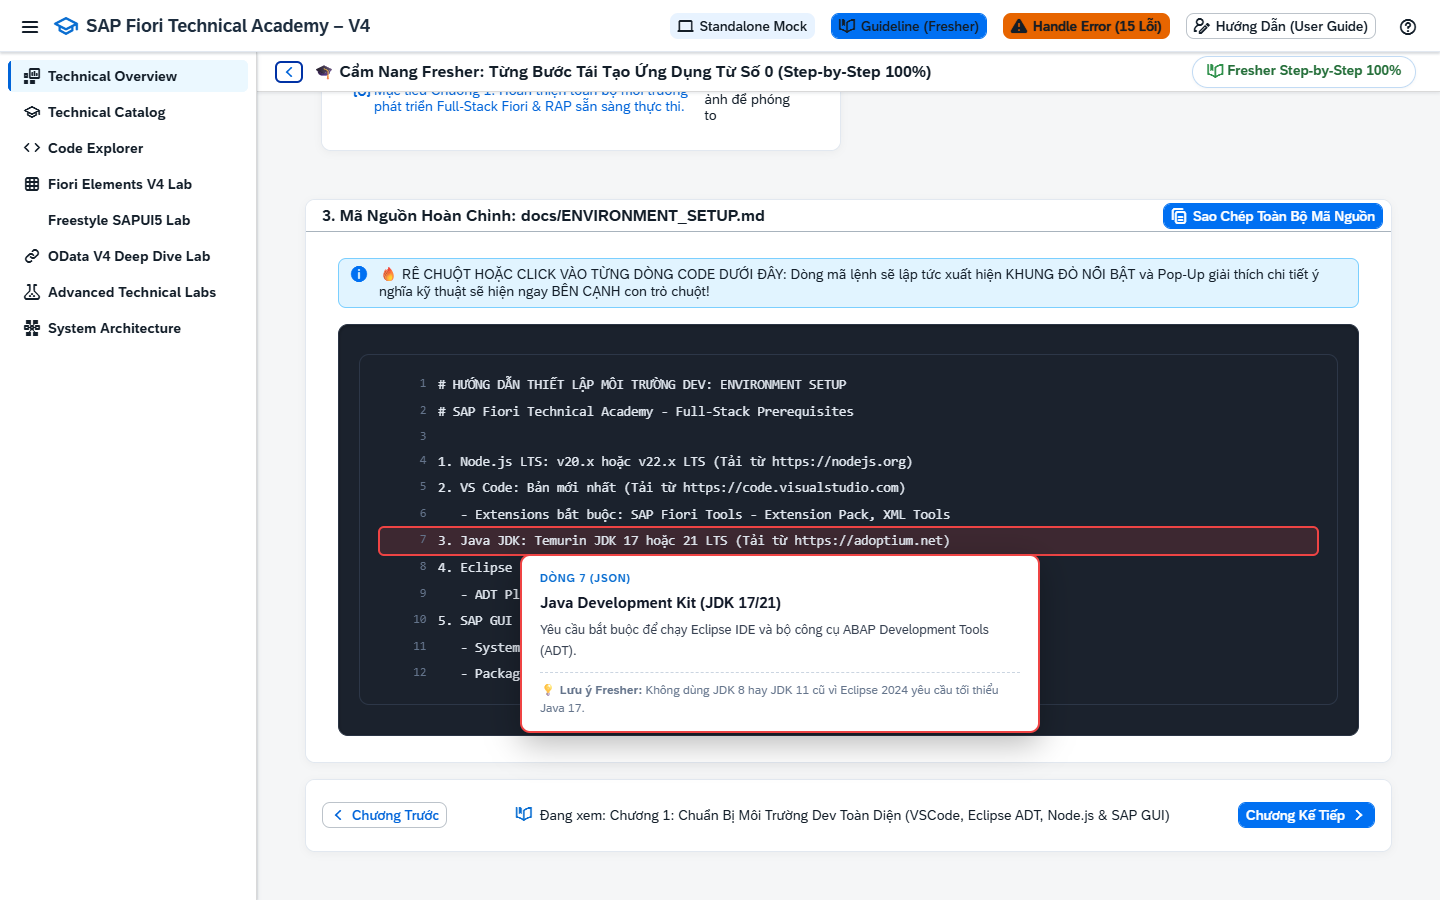 SAP Fiori Technical Academy – V4
Standalone Mock
Guideline (Fresher)
Handle Error (15 Lỗi)
Hướng Dẫn (User Guide)
Technical Overview
Technical Catalog
Code Explorer
Fiori Elements V4 Lab
Freestyle SAPUI5 Lab
OData V4 Deep Dive Lab
Advanced Technical Labs
System Architecture
Cẩm Nang Fresher: Từng Bước Tái Tạo Ứng Dụng Từ Số 0 (Step-by-Step 100%)
Fresher Step-by-Step 100%
Mục tiêu Chương 1: Hoàn thiện toàn bộ môi trường
phát triển Full-Stack Fiori & RAP sẵn sàng thực thi.
ảnh để phóng
to
3. Mã Nguồn Hoàn Chỉnh: docs/ENVIRONMENT_SETUP.md
Sao Chép Toàn Bộ Mã Nguồn
🔥 RÊ CHUỘT HOẶC CLICK VÀO TỪNG DÒNG CODE DƯỚI ĐÂY: Dòng mã lệnh sẽ lập tức xuất hiện KHUNG ĐỎ NỔI BẬT và Pop-Up giải thích chi tiết ý
nghĩa kỹ thuật sẽ hiện ngay BÊN CẠNH con trỏ chuột!
1 # HƯỚNG DẪN THIẾT LẬP MÔI TRƯỜNG DEV: ENVIRONMENT SETUP
2 # SAP Fiori Technical Academy - Full-Stack Prerequisites
3
4 1. Node.js LTS: v20.x hoặc v22.x LTS (Tải từ https://nodejs.org)
5 2. VS Code: Bản mới nhất (Tải từ https://code.visualstudio.com)
6 - Extensions bắt buộc: SAP Fiori Tools - Extension Pack, XML Tools
7 3. Java JDK: Temurin JDK 17 hoặc 21 LTS (Tải từ https://adoptium.net)
8 4. Eclipse
9 - ADT Pl
10 5. SAP GUI
11 - System
12 - Packag
DÒNG 7 (JSON)
Java Development Kit (JDK 17/21)
Yêu cầu bắt buộc để chạy Eclipse IDE và bộ công cụ ABAP Development Tools
(ADT).
💡 Lưu ý Fresher: Không dùng JDK 8 hay JDK 11 cũ vì Eclipse 2024 yêu cầu tối thiểu
Java 17.
Chương Trước
Đang xem: Chương 1: Chuẩn Bị Môi Trường Dev Toàn Diện (VSCode, Eclipse ADT, Node.js & SAP GUI)
Chương Kế Tiếp